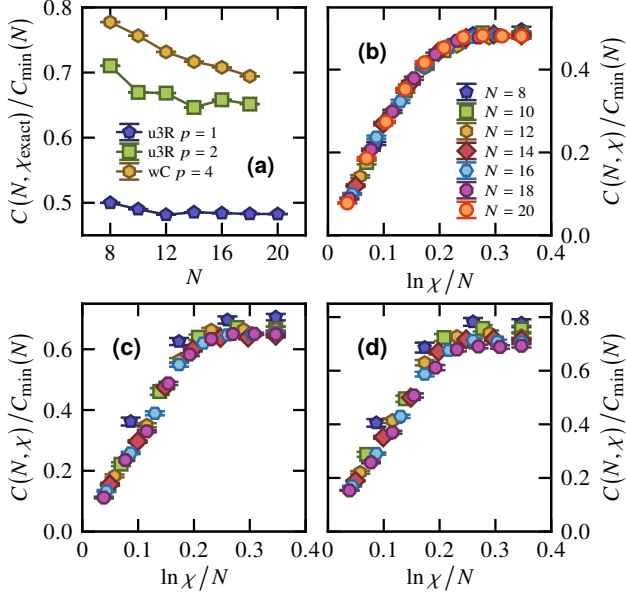 C(N, χexact)/Cmin(N)
0.8
0.7
0.6
0.5
8
12
16
20
N
u3R p = 1
u3R p = 2
wC p = 4
(a)
(b)
N = 8
N = 10
N = 12
N = 14
N = 16
N = 18
N = 20
0
0.1
0.2
0.3
0.4
ln χ/N
0.4
0.2
0.0
C(N, χ)/Cmin(N)
C(N, χ)/Cmin(N)
0.6
0.4
0.2
0.0
(c)
0
0.1
0.2
0.3
0.4
ln χ/N
(d)
0
0.1
0.2
0.3
0.4
ln χ/N
0.8
0.6
0.4
0.2
0.0
C(N, χ)/Cmin(N)